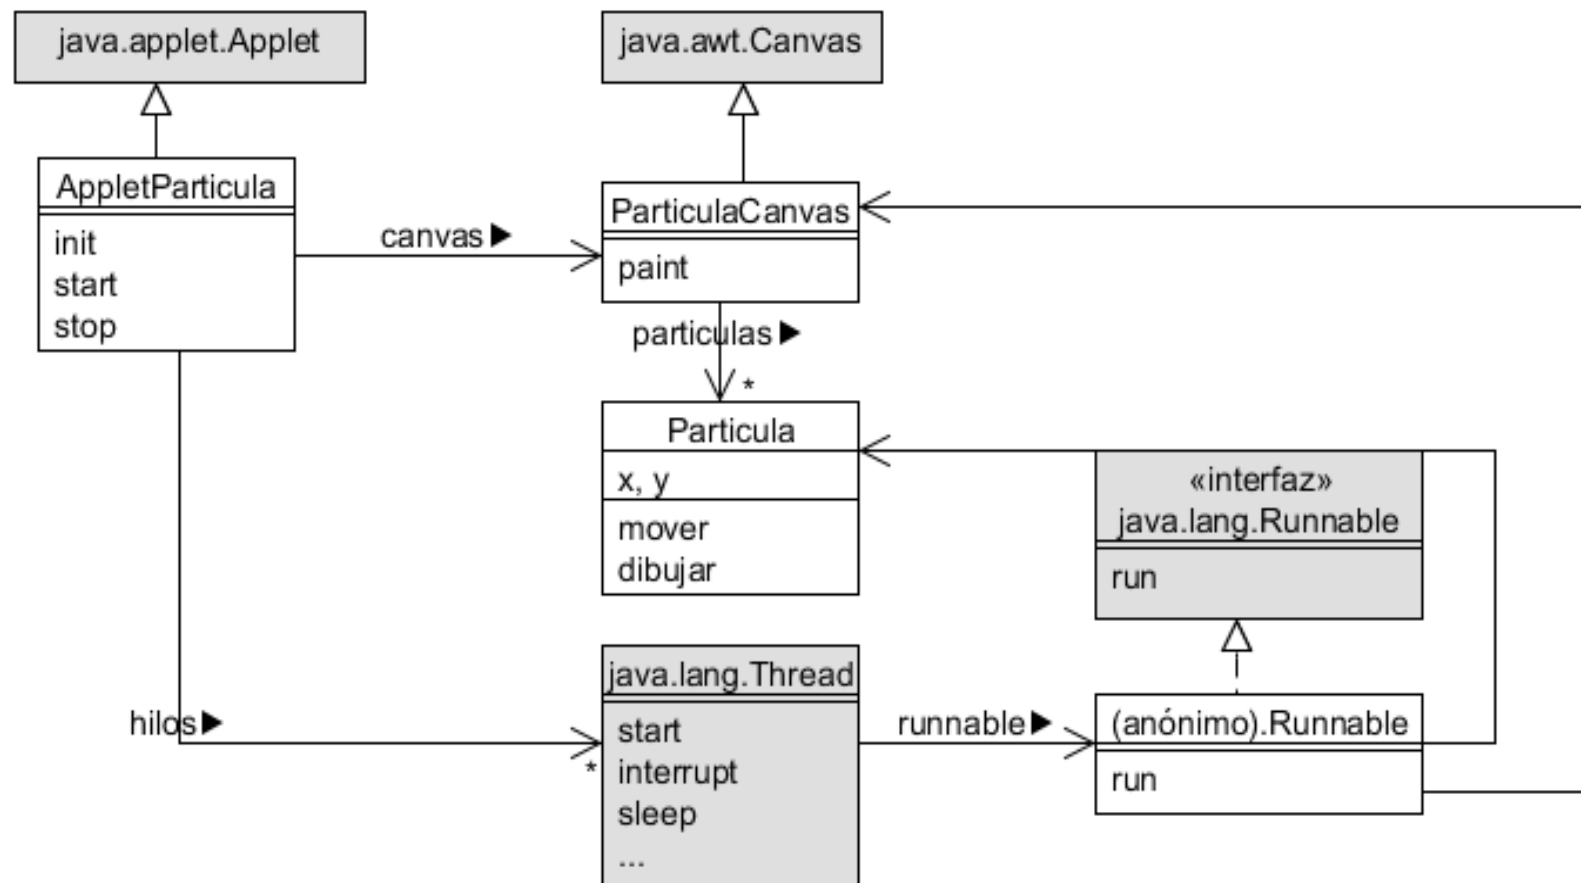 java.applet.Applet
java.awt.Canvas
AppletParticula
init
start
stop
canvas▶
ParticulaCanvas
paint
particulas▶
*
Particula
x, y
mover
dibujar
«interfaz»
java.lang.Runnable
run
hilos▶
*
java.lang.Thread
start
interrupt
sleep
...
runnable▶
(anónimo).Runnable
run